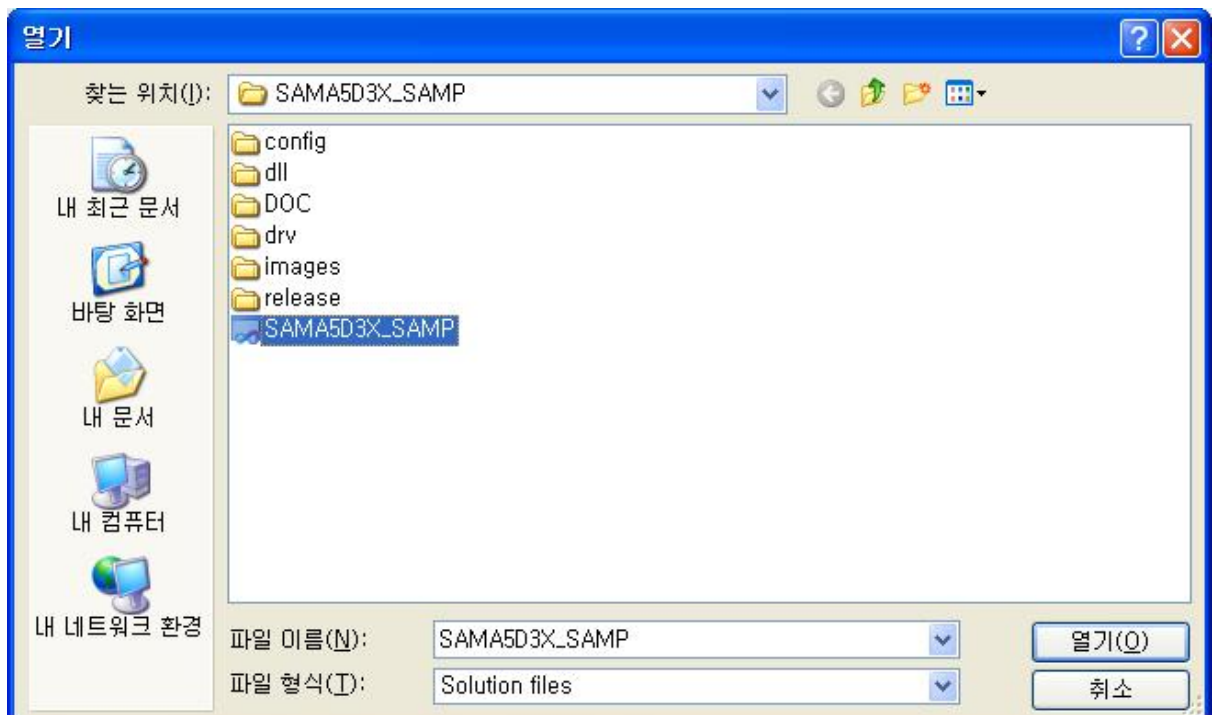 열기
찾는 위치(I): SAMA5D3X_SAMP
config
dll
DOC
drv
images
release
SAMA5D3X_SAMP
내 최근 문서
바탕 화면
내 문서
내 컴퓨터
내 네트워크 환경
파일 이름(N): SAMA5D3X_SAMP 열기(O)
파일 형식(T): Solution files 취소